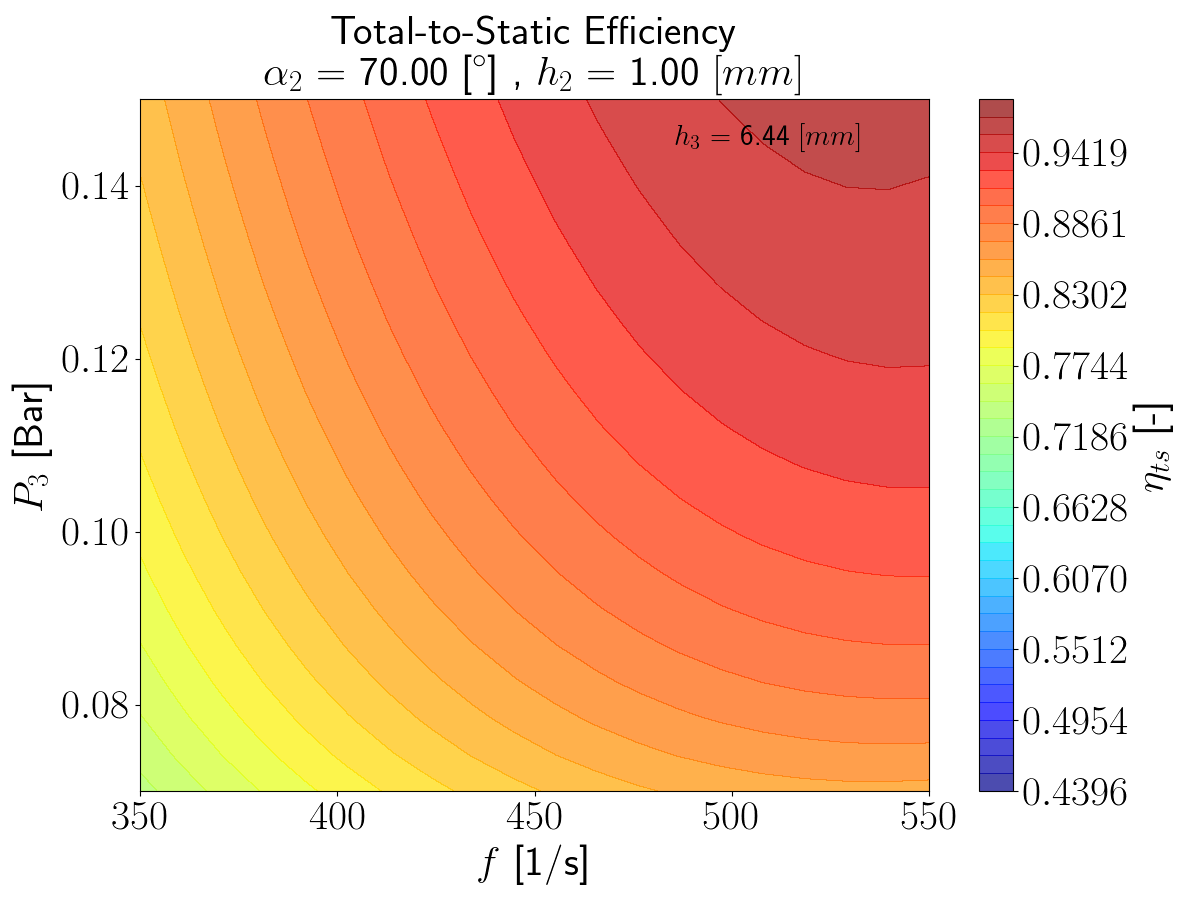 Total-to-Static Efficiency
α₂ = 70.00 [°] , h₂ = 1.00 [mm]
h₃ = 6.44 [mm]
P₃ [Bar]
0.14
0.12
0.10
0.08
350 400 450 500 550
f [1/s]
0.9419
0.8861
0.8302
0.7744
0.7186
0.6628
0.6070
0.5512
0.4954
0.4396
ηₜₛ [-]